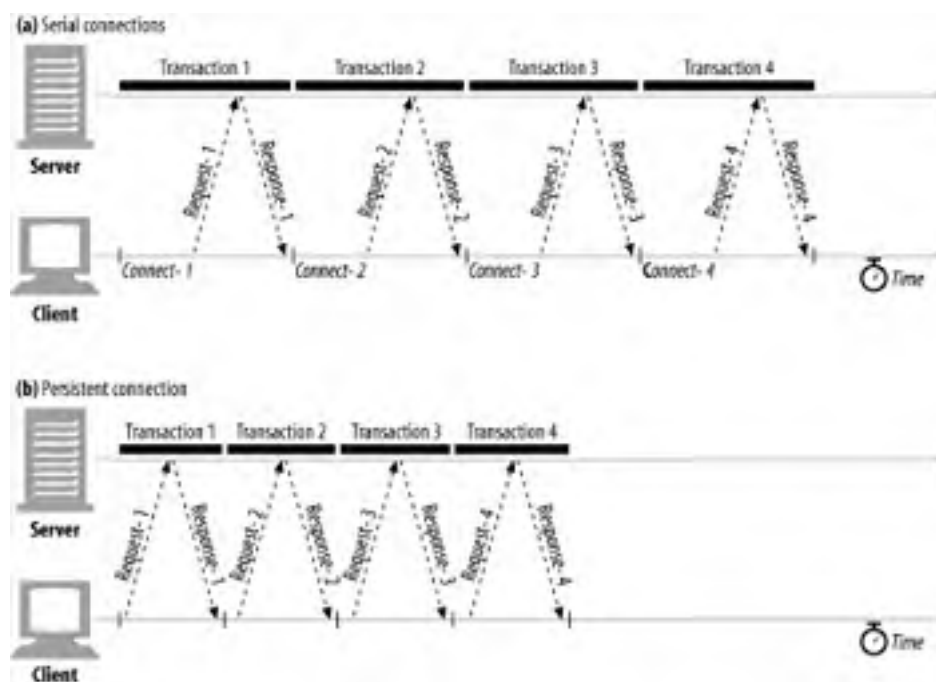 (a) Serial connections
Transaction 1 Transaction 2 Transaction 3 Transaction 4
Server
Request- 1 Response- 1 Request- 2 Response- 2 Request- 3 Response- 3 Request- 4 Response- 4
Connect- 1 Connect- 2 Connect- 3 Connect- 4
Time
Client
(b) Persistent connection
Transaction 1 Transaction 2 Transaction 3 Transaction 4
Server
Request- 1 Response- 1 Request- 2 Response- 2 Request- 3 Response- 3 Request- 4 Response- 4
Time
Client